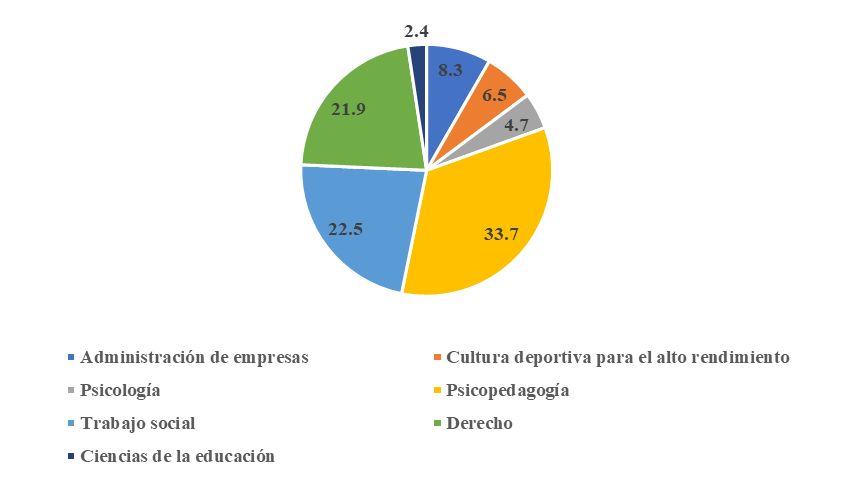 2.4
8.3
6.5
4.7
21.9
22.5
33.7
Administración de empresas
Cultura deportiva para el alto rendimiento
Psicología
Psicopedagogía
Trabajo social
Derecho
Ciencias de la educación